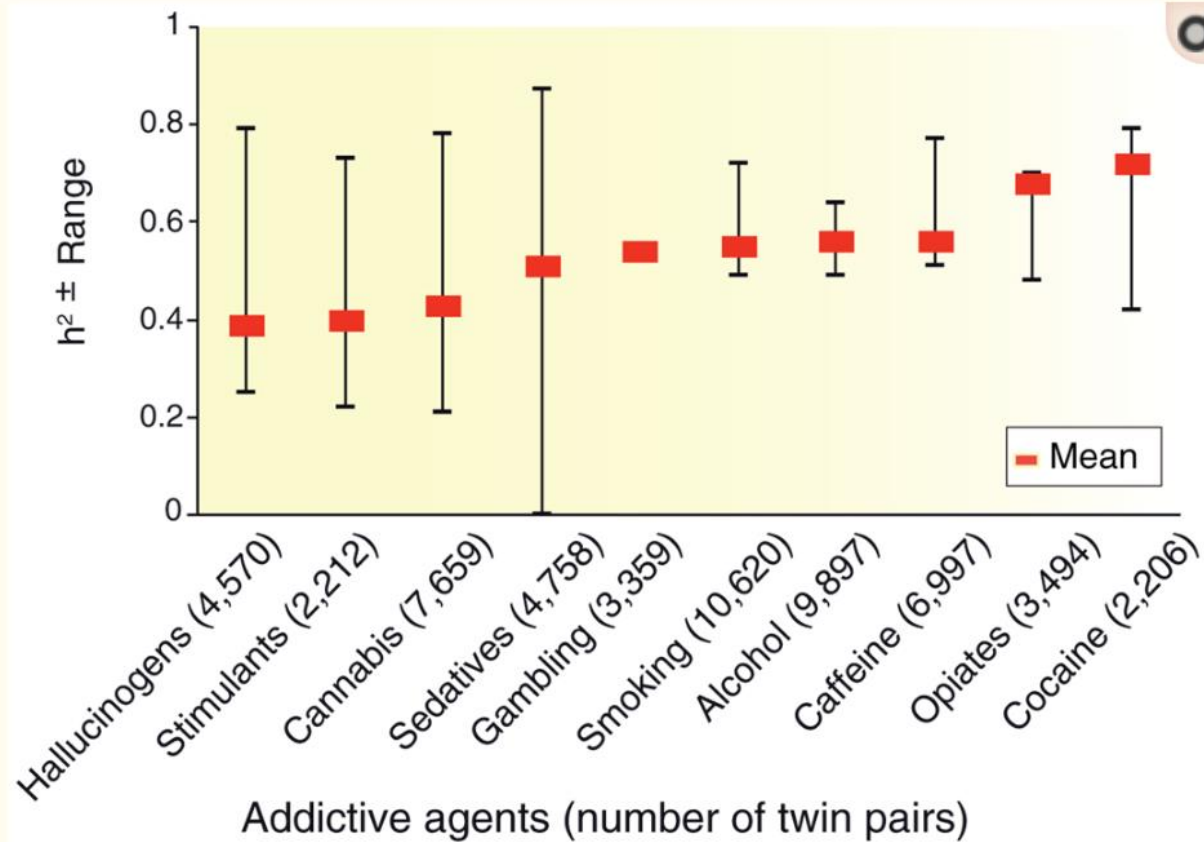 1
0.8
0.6
0.4
0.2
0
h² ± Range
Mean
Hallucinogens (4,570)
Stimulants (2,212)
Cannabis (7,659)
Sedatives (4,758)
Gambling (3,359)
Smoking (10,620)
Alcohol (9,897)
Caffeine (6,997)
Opiates (3,494)
Cocaine (2,206)
Addictive agents (number of twin pairs)